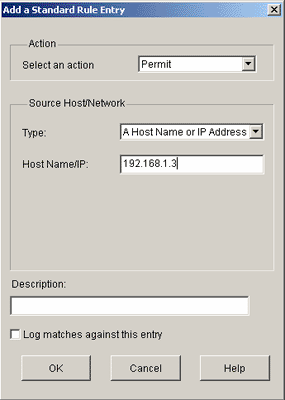 Add a Standard Rule Entry
Action
Select an action Permit
Source Host/Network
Type: A Host Name or IP Address
Host Name/IP: 192.168.1.3
Description:
Log matches against this entry
OK Cancel Help